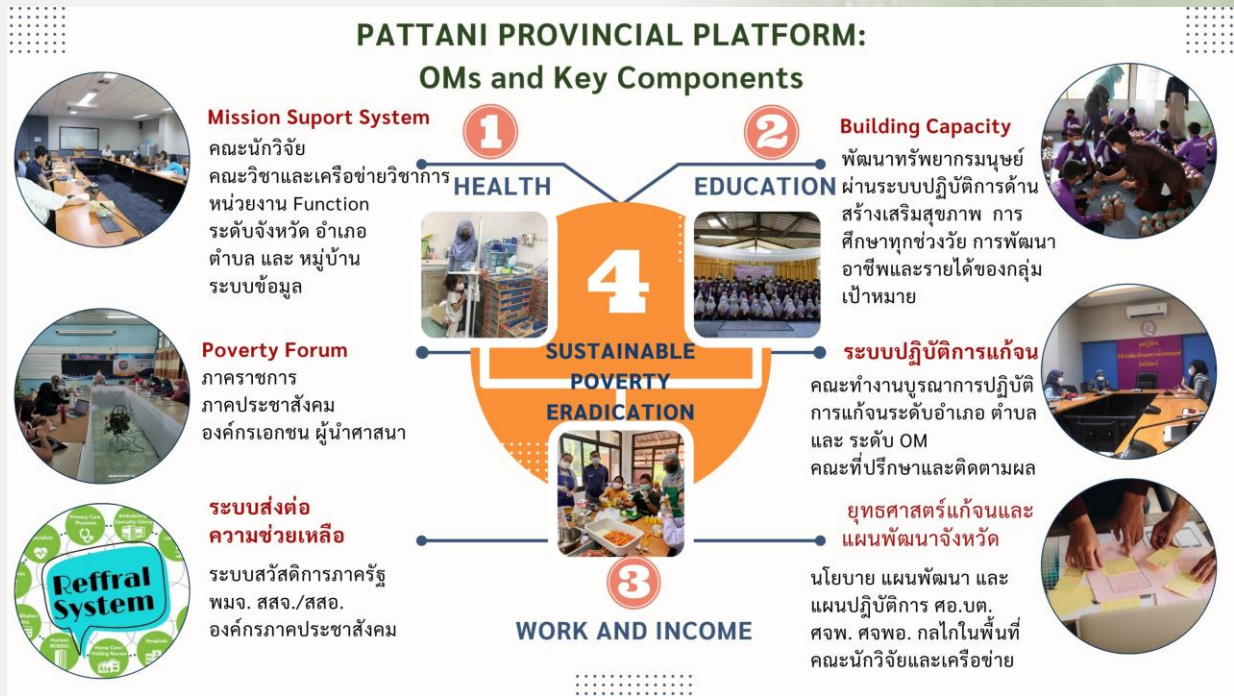 PATTANI PROVINCIAL PLATFORM:
OMs and Key Components
Mission Suport System
คณะนักวิจัย
คณะวิชาและเครือข่ายวิชาการ
หน่วยงาน Function
ระดับจังหวัด อำเภอ
ตำบล และ หมู่บ้าน
ระบบข้อมูล
Poverty Forum
ภาคราชการ
ภาคประชาสังคม
องค์กรเอกชน ผู้นำศาสนา
ระบบส่งต่อ
ความช่วยเหลือ
ระบบสวัสดิการภาครัฐ
พมจ. สสจ./สสอ.
องค์กรภาคประชาสังคม
Primary Care
Physician
Specialty Clinic
Reffral
System
Home Care/
Visiting Nurses
Hospitals
1
HEALTH
2
EDUCATION
4
SUSTAINABLE
POVERTY
ERADICATION
3
WORK AND INCOME
Building Capacity
พัฒนาทรัพยากรมนุษย์
ผ่านระบบปฏิบัติการด้าน
สร้างเสริมสุขภาพ การ
ศึกษาทุกช่วงวัย การพัฒนา
อาชีพและรายได้ของกลุ่ม
เป้าหมาย
ระบบปฏิบัติการแก้จน
คณะทำงานบูรณาการปฏิบัติ
การแก้จนระดับอำเภอ ตำบล
และ ระดับ OM
คณะที่ปรึกษาและติดตามผล
ยุทธศาสตร์แก้จนและ
แผนพัฒนาจังหวัด
นโยบาย แผนพัฒนา และ
แผนปฎิบัติการ ศอ.บต.
ศจพ. ศจพอ. กลไกในพื้นที่
คณะนักวิจัยและเครือข่าย